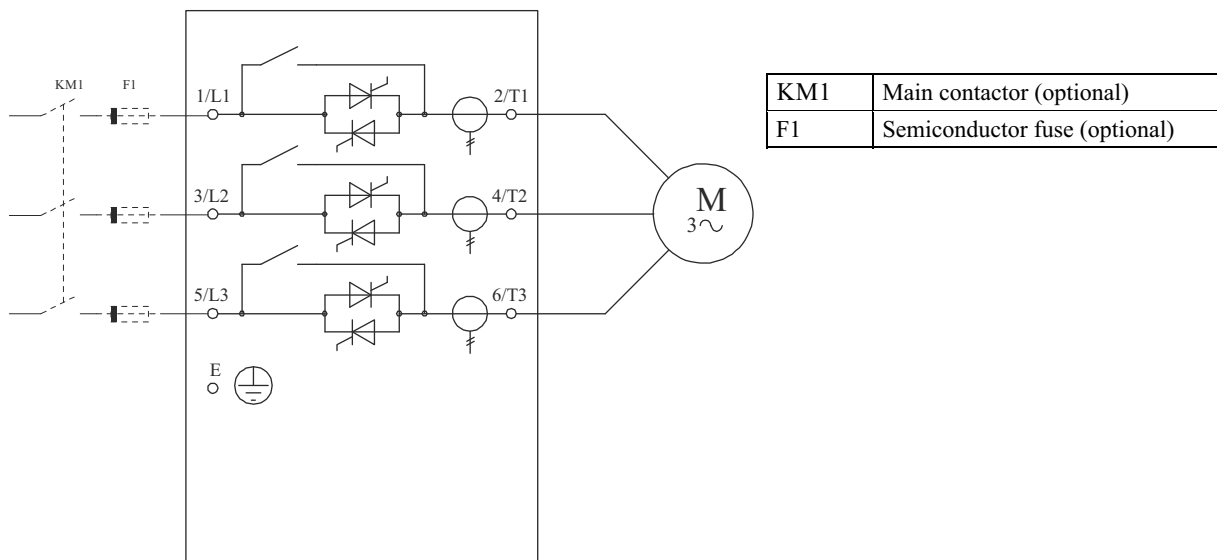 KM1 F1
1/L1 2/T1
3/L2 4/T2
5/L3 6/T3
E
M
3～
KM1 Main contactor (optional)
F1 Semiconductor fuse (optional)